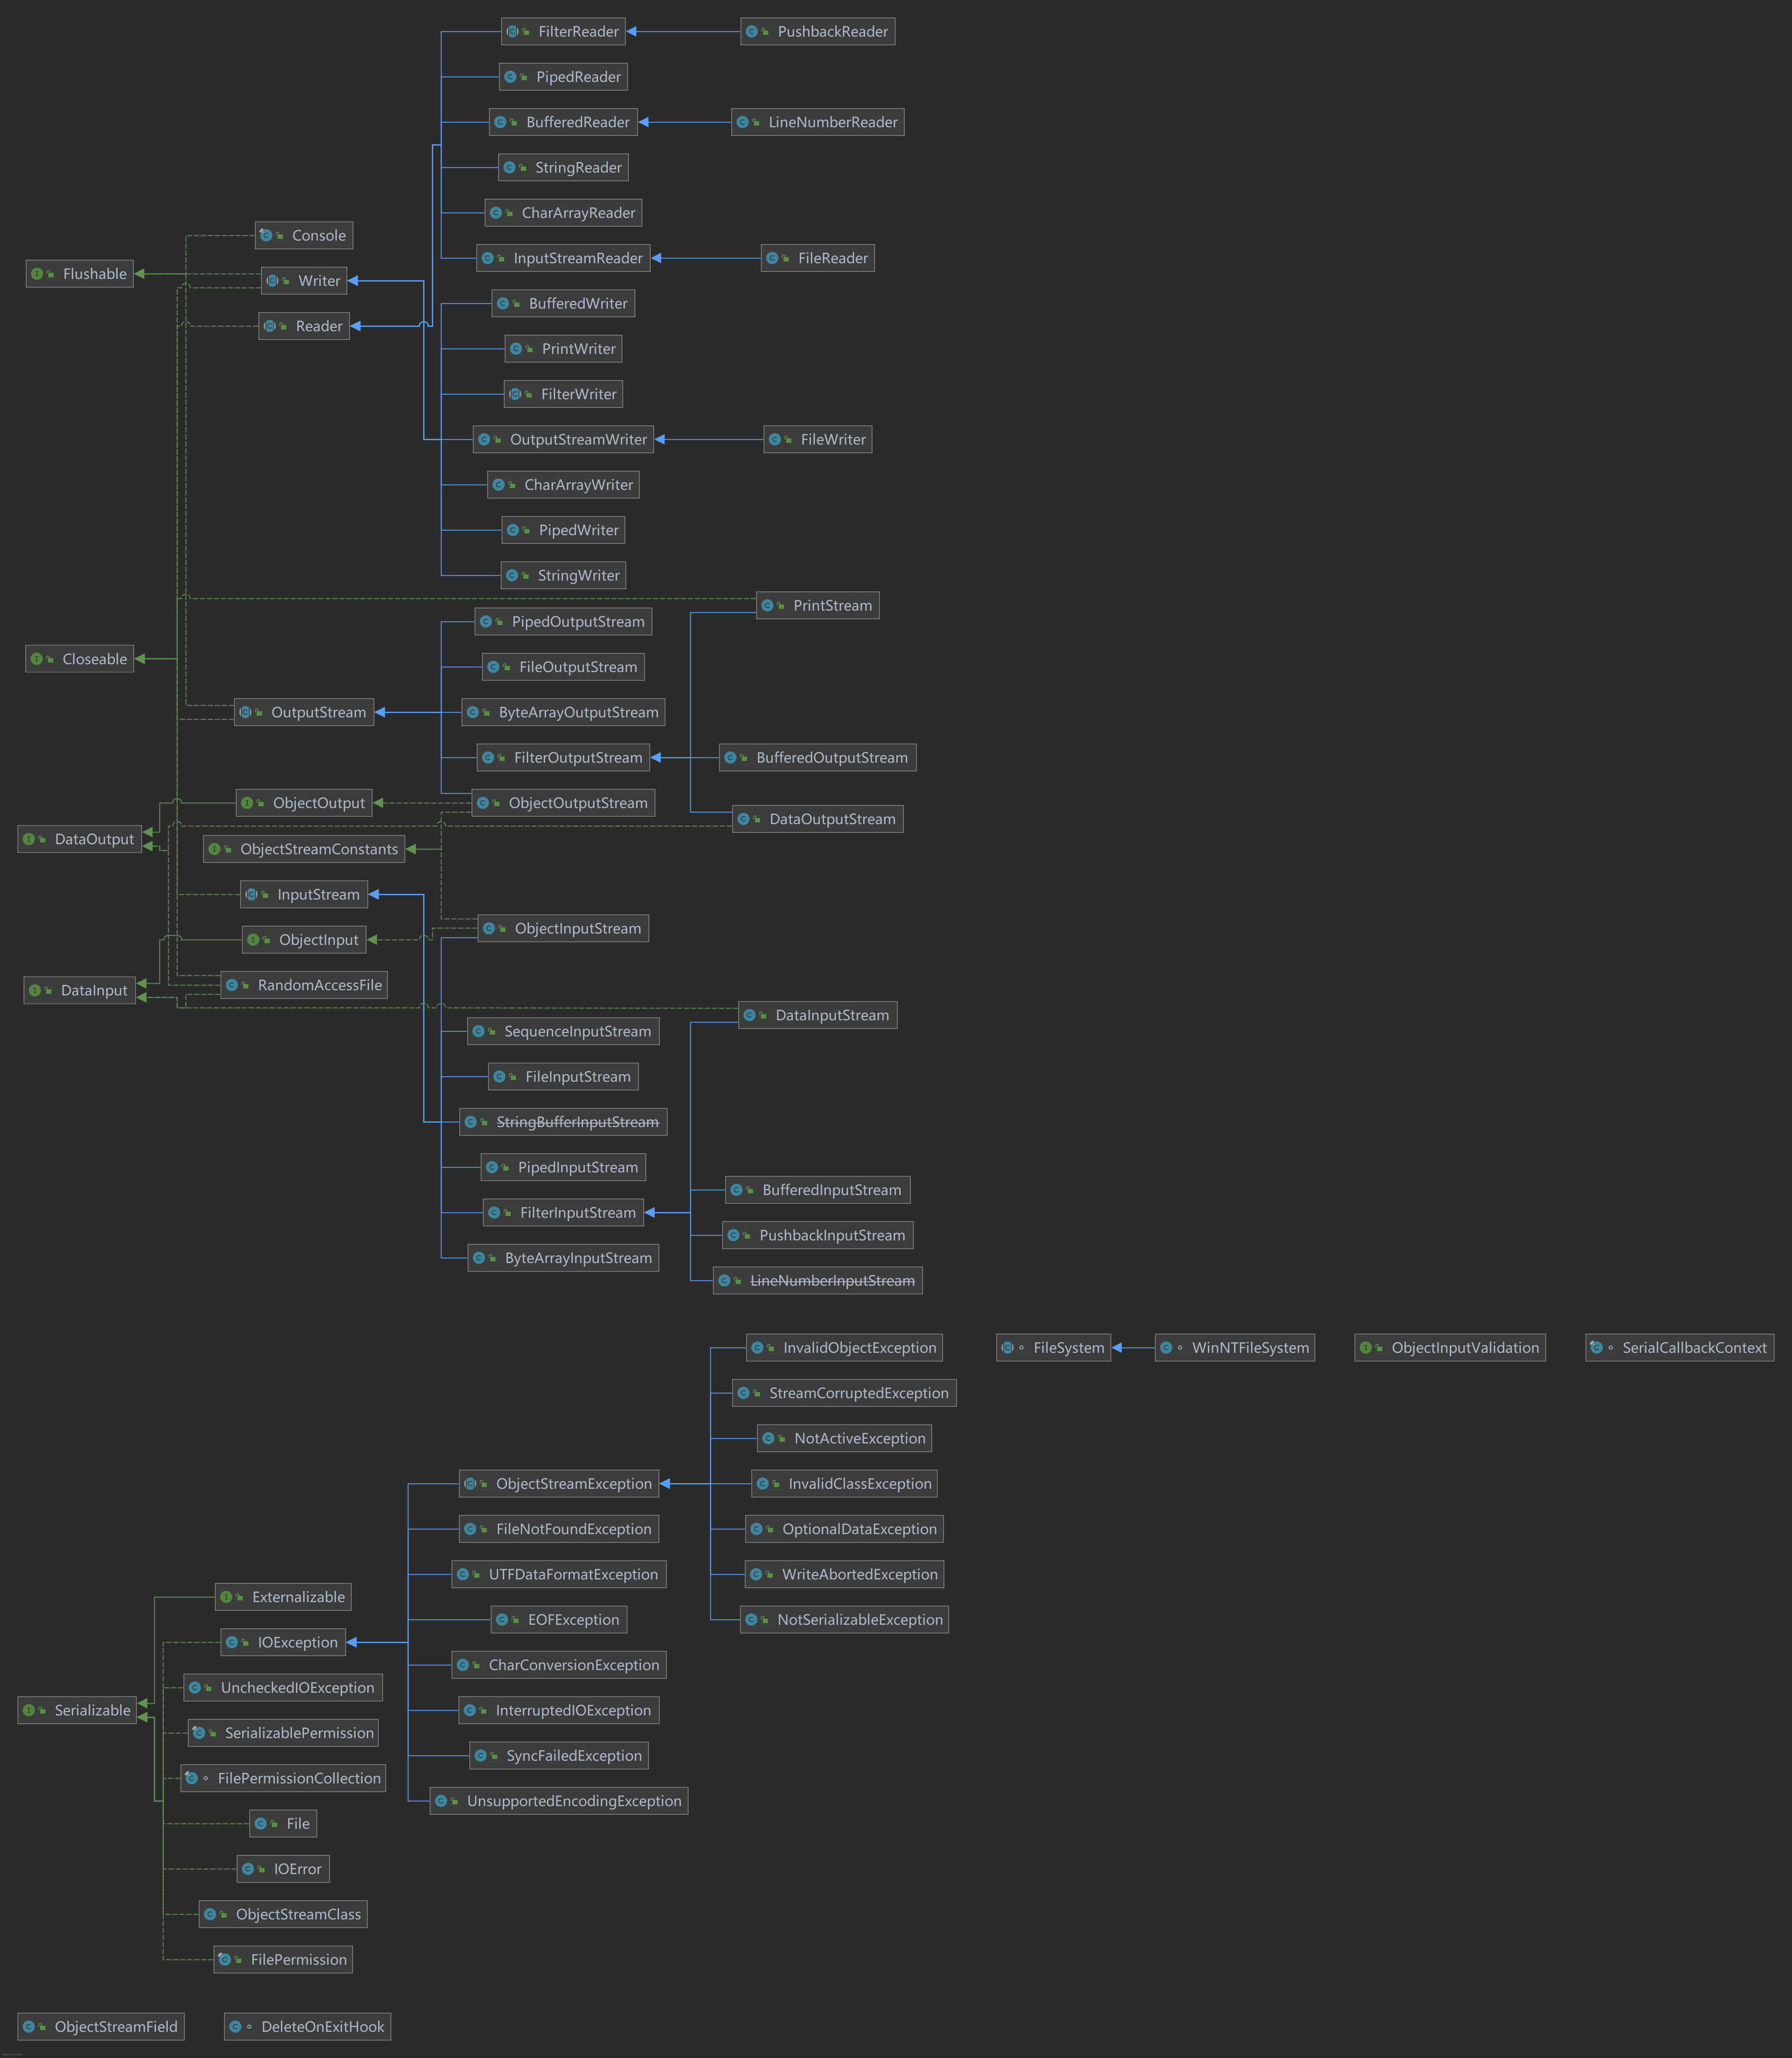 FilterReader
PushbackReader
PipedReader
BufferedReader
LineNumberReader
StringReader
CharArrayReader
Console
InputStreamReader
FileReader
Flushable
Writer
BufferedWriter
Reader
PrintWriter
FilterWriter
OutputStreamWriter
FileWriter
CharArrayWriter
PipedWriter
StringWriter
PrintStream
PipedOutputStream
Closeable
FileOutputStream
OutputStream
ByteArrayOutputStream
FilterOutputStream
BufferedOutputStream
ObjectOutput
ObjectOutputStream
DataOutputStream
DataOutput
ObjectStreamConstants
InputStream
ObjectInputStream
ObjectInput
RandomAccessFile
DataInput
DataInputStream
SequenceInputStream
FileInputStream
StringBufferInputStream
PipedInputStream
BufferedInputStream
FilterInputStream
PushbackInputStream
ByteArrayInputStream
LineNumberInputStream
InvalidObjectException
FileSystem
WinNTFileSystem
ObjectInputValidation
SerialCallbackContext
StreamCorruptedException
NotActiveException
ObjectStreamException
InvalidClassException
FileNotFoundException
OptionalDataException
UTFDataFormatException
WriteAbortedException
Externalizable
EOFException
NotSerializableException
IOException
CharConversionException
UncheckedIOException
Serializable
InterruptedIOException
SerializablePermission
SyncFailedException
FilePermissionCollection
UnsupportedEncodingException
File
IOError
ObjectStreamClass
FilePermission
ObjectStreamField
DeleteOnExitHook